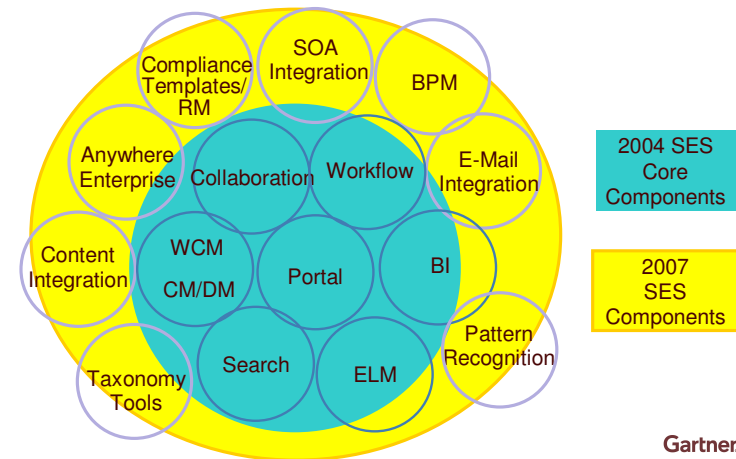 SOA
Integration
Compliance
Templates/
RM
BPM
Anywhere
Enterprise
Collaboration
Workflow
E-Mail
Integration
2004 SES
Core
Components
Content
Integration
WCM
CM/DM
Portal
BI
2007
SES
Components
Pattern
Recognition
Search
ELM
Taxonomy
Tools
Gartner.